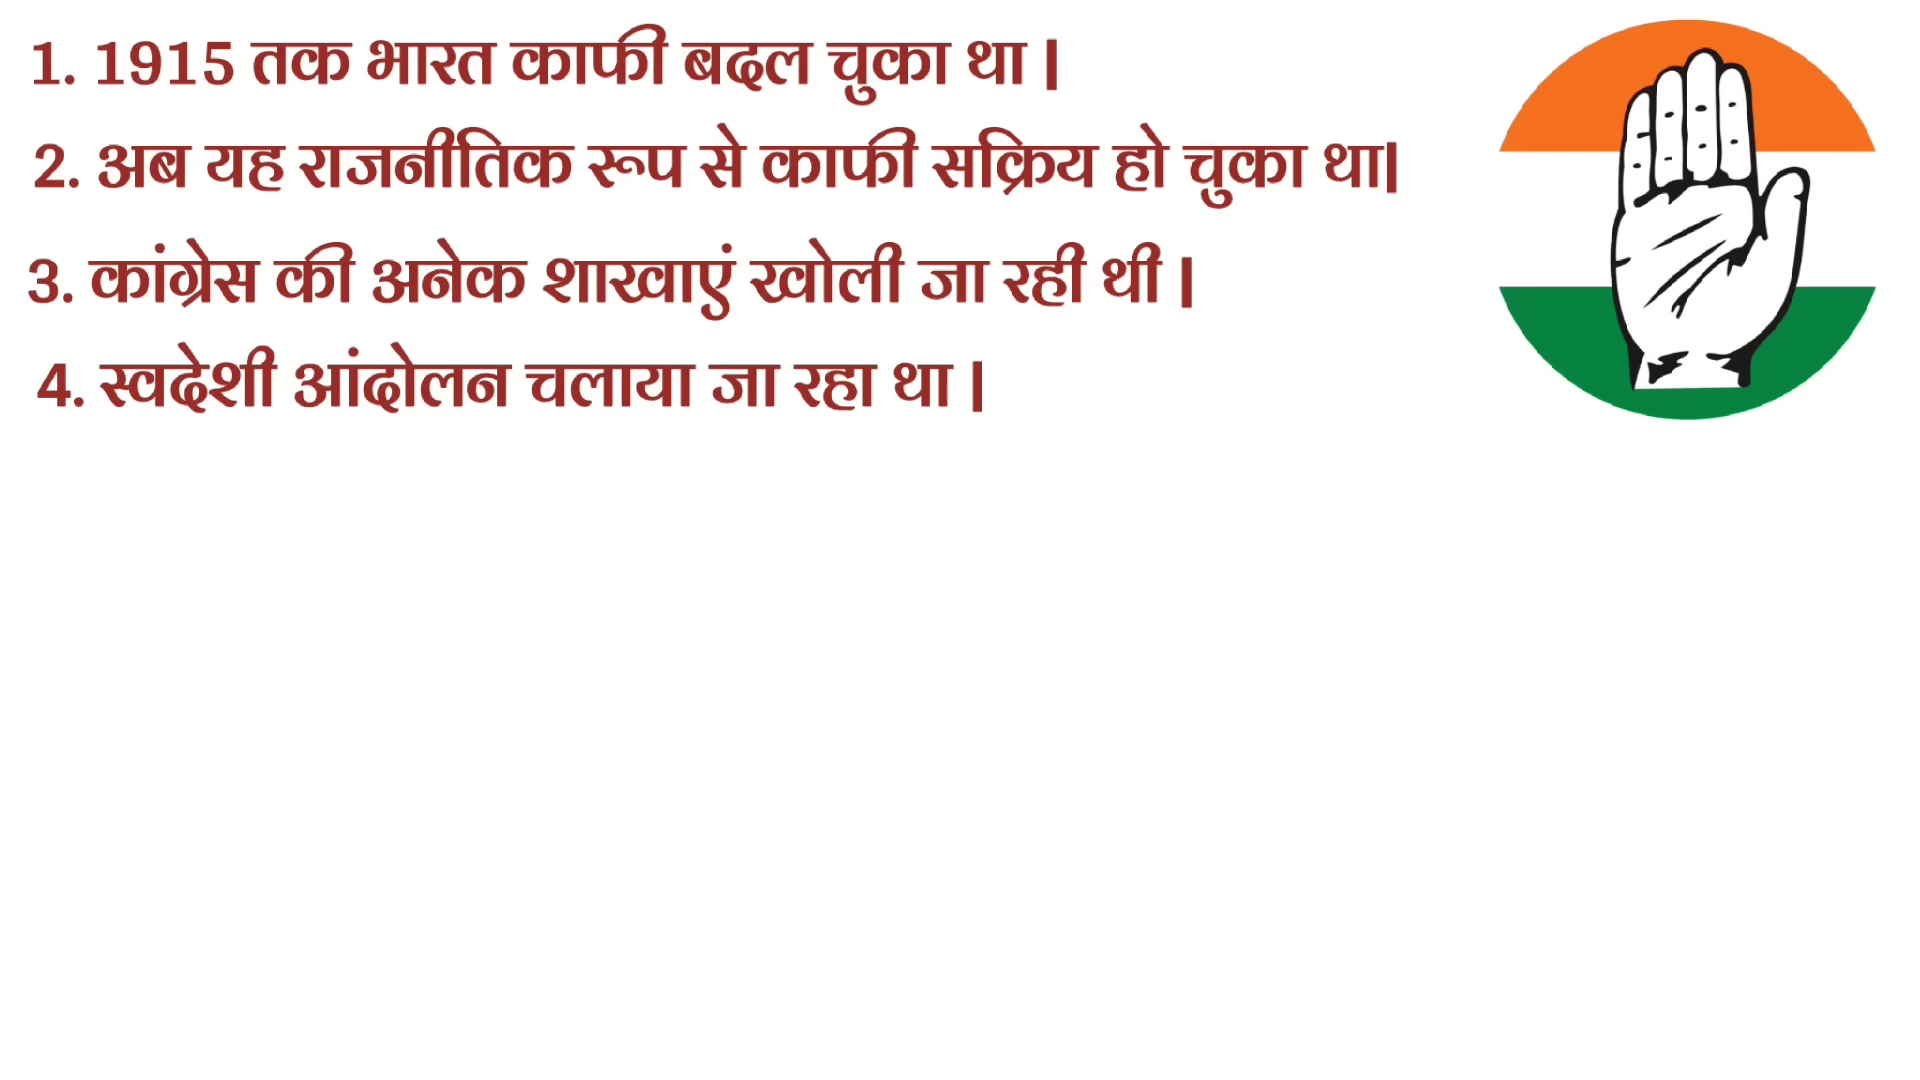 1. 1915 तक भारत काफी बदल चुका था |
2. अब यह राजनीतिक रूप से काफी सक्रिय हो चुका था|
3. कांग्रेस की अनेक शाखाएं खोली जा रही थी |
4. स्वदेशी आंदोलन चलाया जा रहा था |